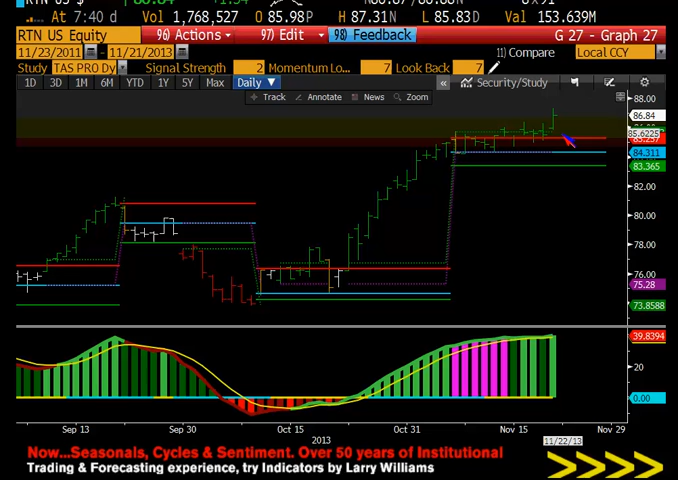 RTN US $
At 7:40 d Vol 1,768,527 O 85.98P H 87.31N L 85.83D Val 153.639M
RTN US Equity 96) Actions 97) Edit 98) Feedback G 27 - Graph 27
11/23/2011 - 11/21/2013 11) Compare Local CCY
Study TAS PRO Dy Signal Strength 2 Momentum Lo... 7 Look Back 7
1D 3D 1M 6M YTD 1Y 5Y Max Daily ▼ « Security/Study
Track Annotate News Zoom
88.00
86.84
85.6225
84.311
83.365
82.00
80.00
78.00
76.00
75.28
73.8588
39.8394
20
0.00
Sep 13 Sep 30 Oct 15 Oct 31 Nov 15 Nov 29
2013 11/22/13
Now...Seasonals, Cycles & Sentiment. Over 50 years of Institutional
Trading & Forecasting experience, try Indicators by Larry Williams